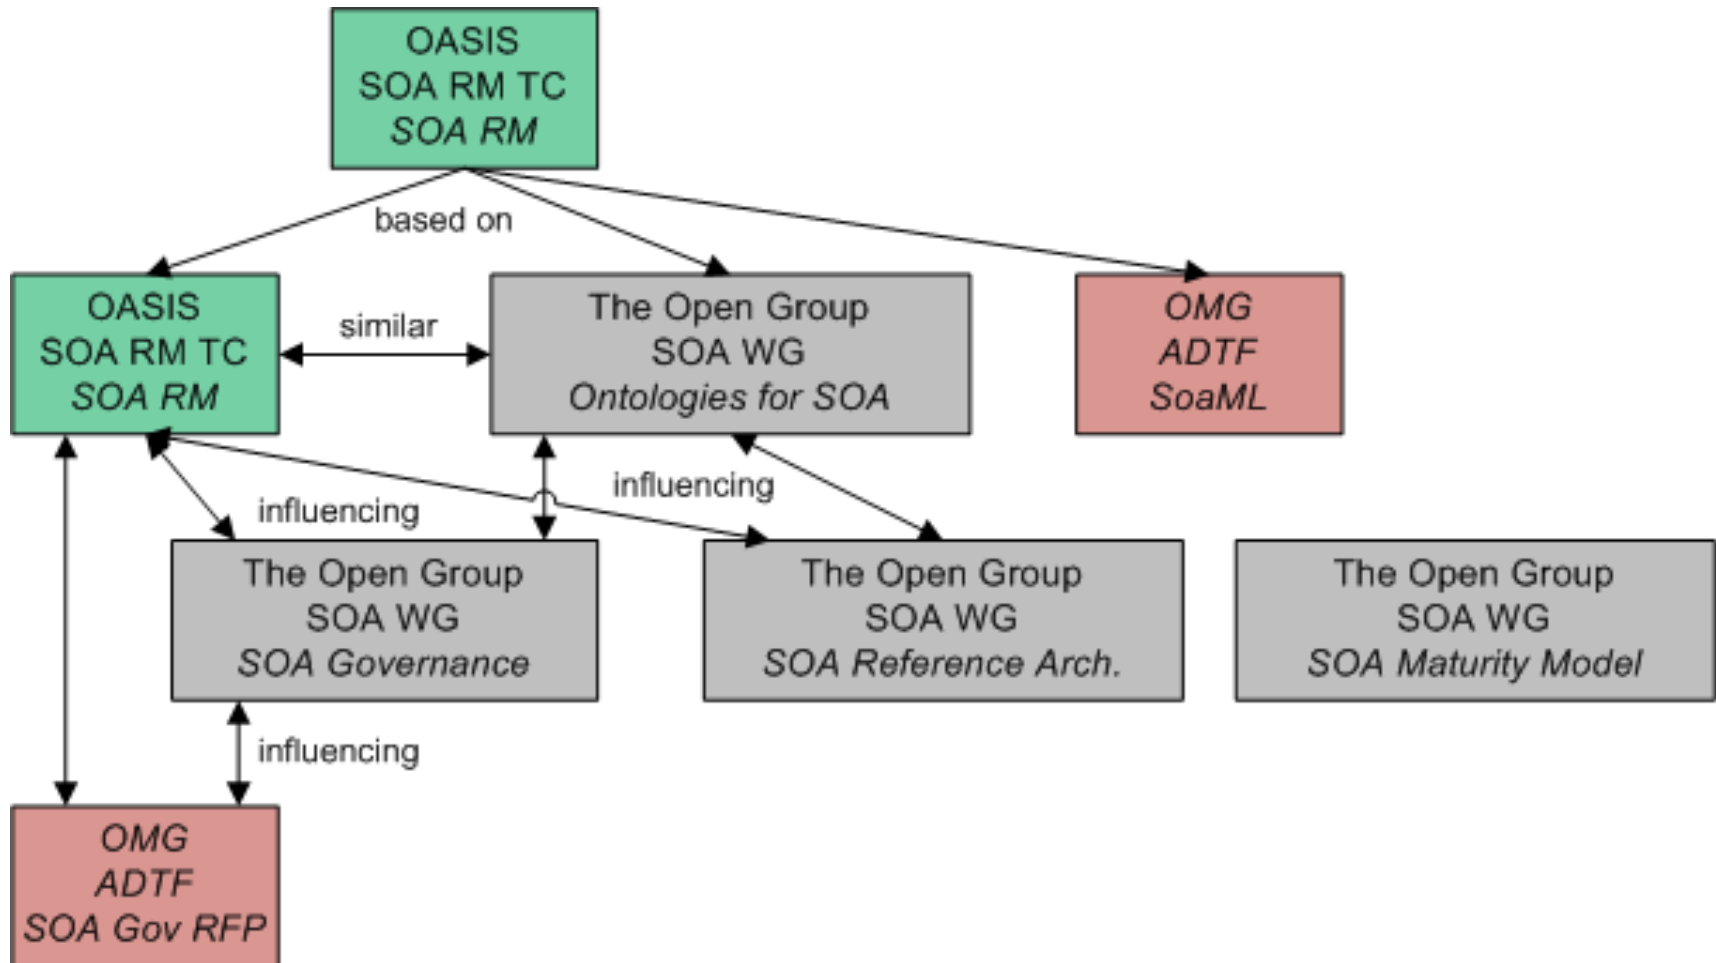 OASIS
SOA RM TC
SOA RM
based on
OASIS
SOA RM TC
SOA RM
similar
The Open Group
SOA WG
Ontologies for SOA
OMG
ADTF
SoaML
influencing
influencing
The Open Group
SOA WG
SOA Governance
The Open Group
SOA WG
SOA Reference Arch.
The Open Group
SOA WG
SOA Maturity Model
influencing
OMG
ADTF
SOA Gov RFP